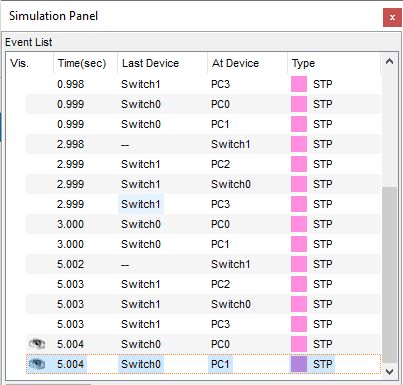 Simulation Panel
x
Event List
Vis. Time(sec) Last Device At Device Type
0.998 Switch1 PC3 STP
0.999 Switch0 PC0 STP
0.999 Switch0 PC1 STP
2.998 -- Switch1 STP
2.999 Switch1 PC2 STP
2.999 Switch1 Switch0 STP
2.999 Switch1 PC3 STP
3.000 Switch0 PC0 STP
3.000 Switch0 PC1 STP
5.002 -- Switch1 STP
5.003 Switch1 PC2 STP
5.003 Switch1 Switch0 STP
5.003 Switch1 PC3 STP
5.004 Switch0 PC0 STP
5.004 Switch0 PC1 STP